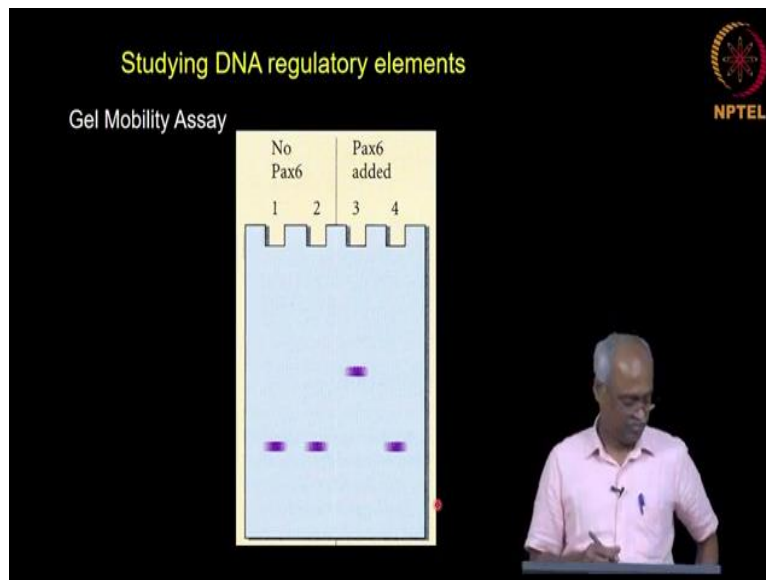 Studying DNA regulatory elements
NPTEL
Gel Mobility Assay
No Pax6
Pax6 added
1 2 3 4